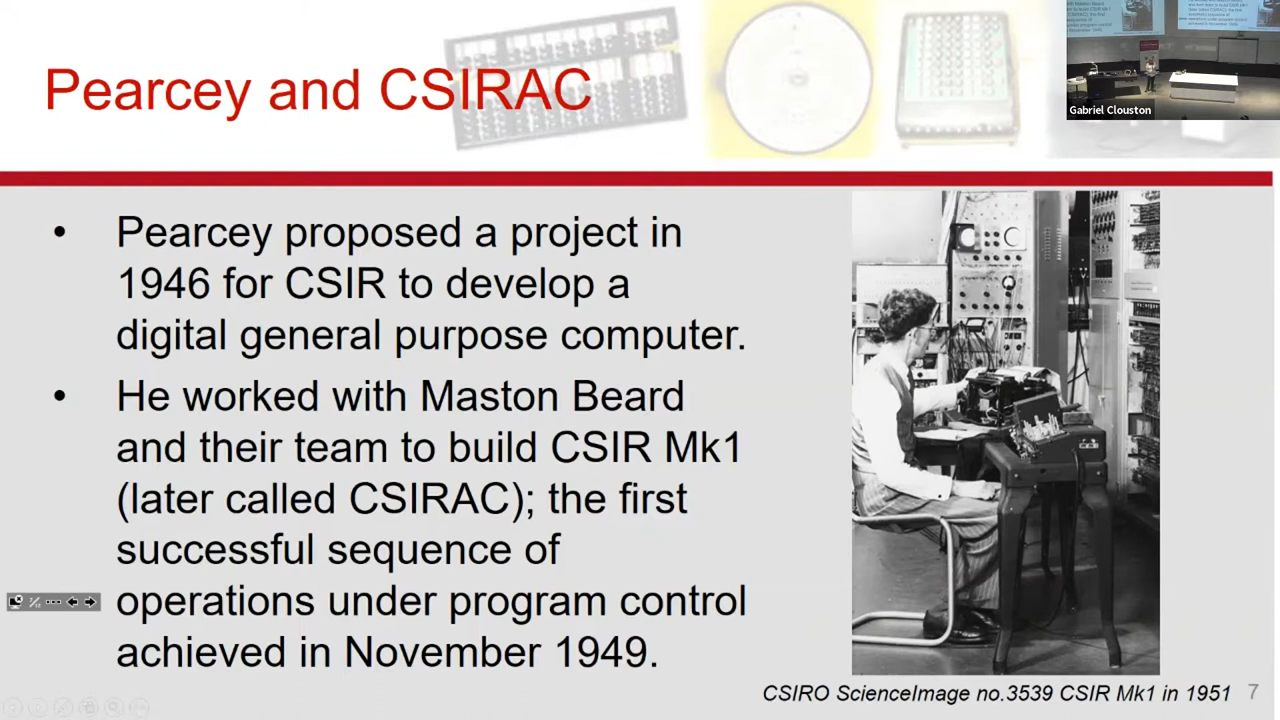 Pearcey and CSIRAC
Gabriel Clouston
• Pearcey proposed a project in
1946 for CSIR to develop a
digital general purpose computer.
• He worked with Maston Beard
and their team to build CSIR Mk1
(later called CSIRAC); the first
successful sequence of
operations under program control
achieved in November 1949.
CSIRO ScienceImage no.3539 CSIR Mk1 in 1951
7